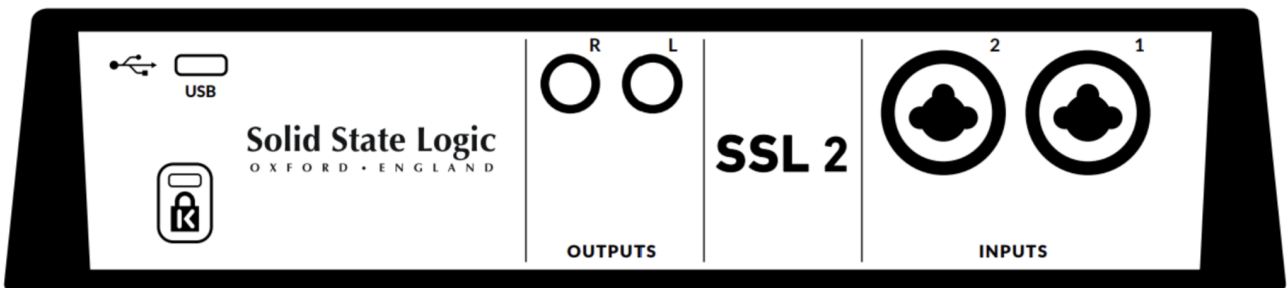 USB
Solid State Logic
OXFORD • ENGLAND
K
R L
OUTPUTS
SSL 2
2 1
INPUTS